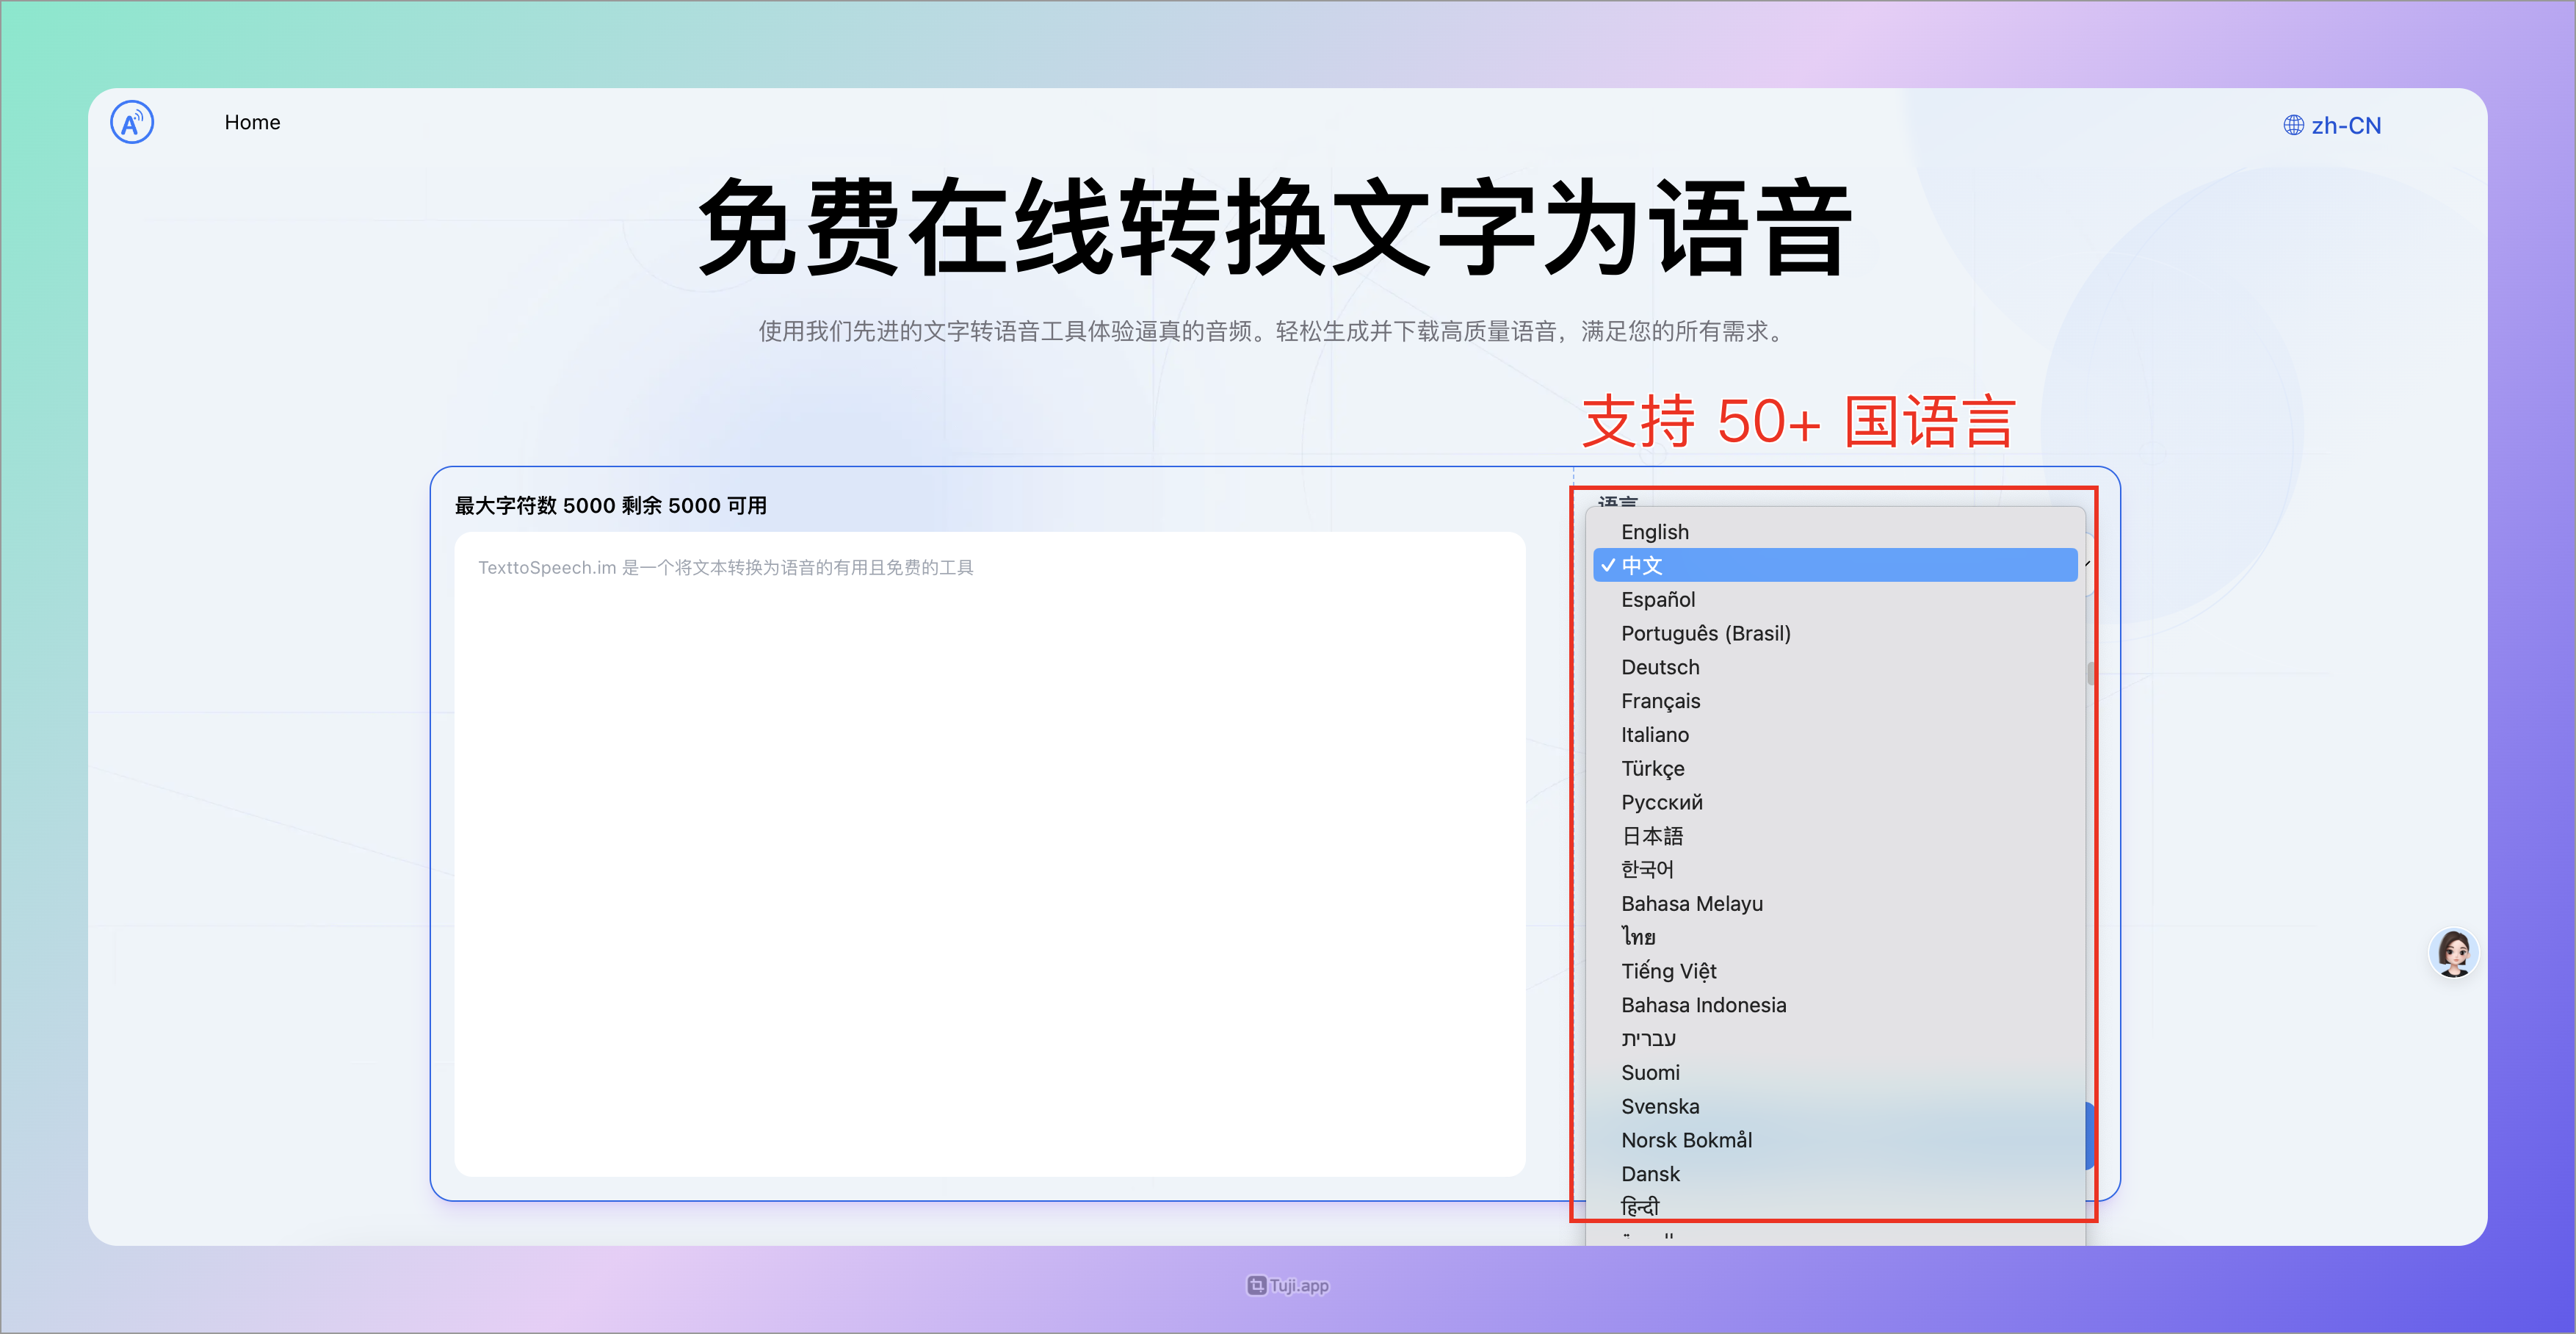 Home
zh-CN
免费在线转换文字为语音
使用我们先进的文字转语音工具体验逼真的音频。轻松生成并下载高质量语音，满足您的所有需求。
支持 50+ 国语言
最大字符数 5000 剩余 5000 可用
TexttoSpeech.im 是一个将文本转换为语音的有用且免费的工具
语言
English
✓ 中文
Español
Português (Brasil)
Deutsch
Français
Italiano
Türkçe
Русский
日本語
한국어
Bahasa Melayu
ไทย
Tiếng Việt
Bahasa Indonesia
עברית
Suomi
Svenska
Norsk Bokmål
Dansk
हिन्दी
Tuji.app